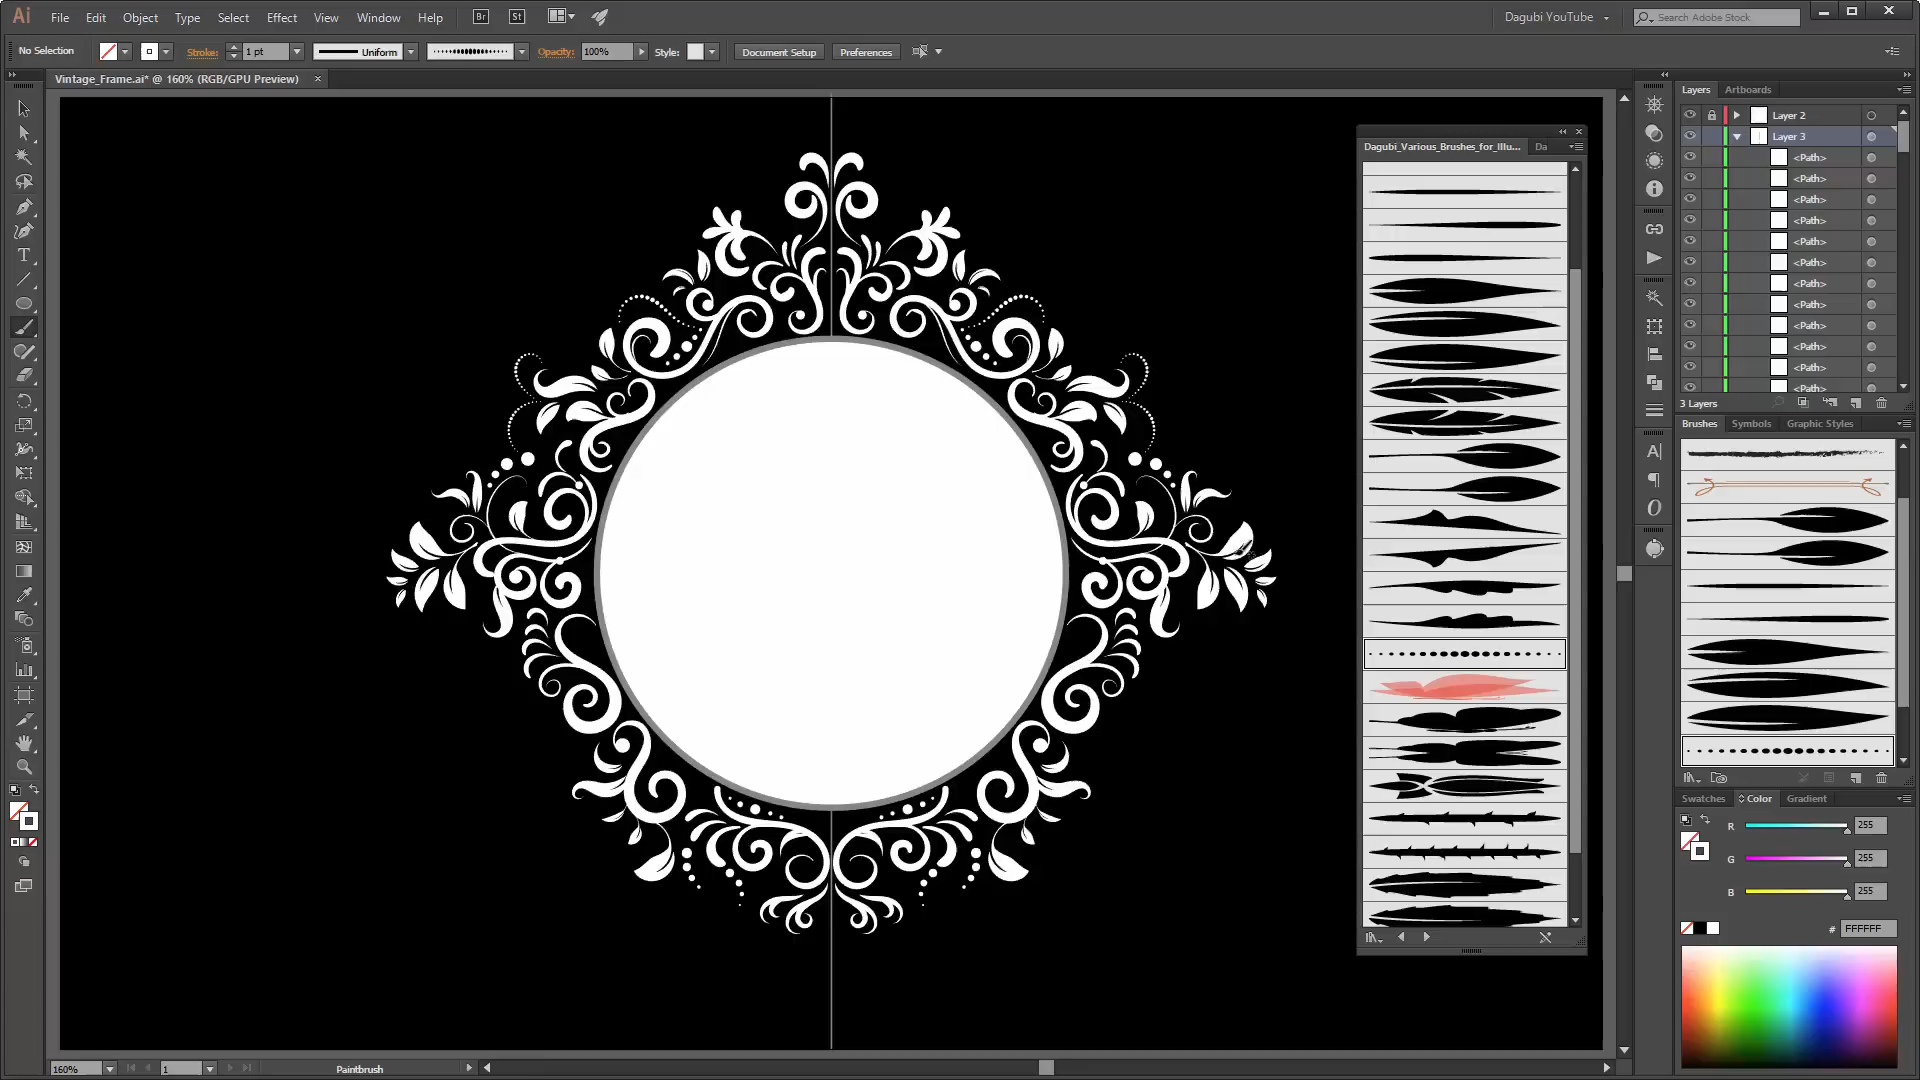 Ai File Edit Object Type Select Effect View Window Help Br St Dagubi YouTube Search Adobe Stock
No Selection Stroke: 1 pt Uniform Opacity: 100% Style: Document Setup Preferences
Vintage_Frame.ai* @ 160% (RGB/GPU Preview)
Layers Artboards
Layer 2
Layer 3
<Path>
<Path>
<Path>
<Path>
<Path>
<Path>
<Path>
<Path>
<Path>
<Path>
<Path>
<Path>
3 Layers
Dagubi_Various_Brushes_for_Illu... Da
Brushes Symbols Graphic Styles
Swatches Color Gradient
R 255
G 255
B 255
# FFFFFF
160% 1 Paintbrush